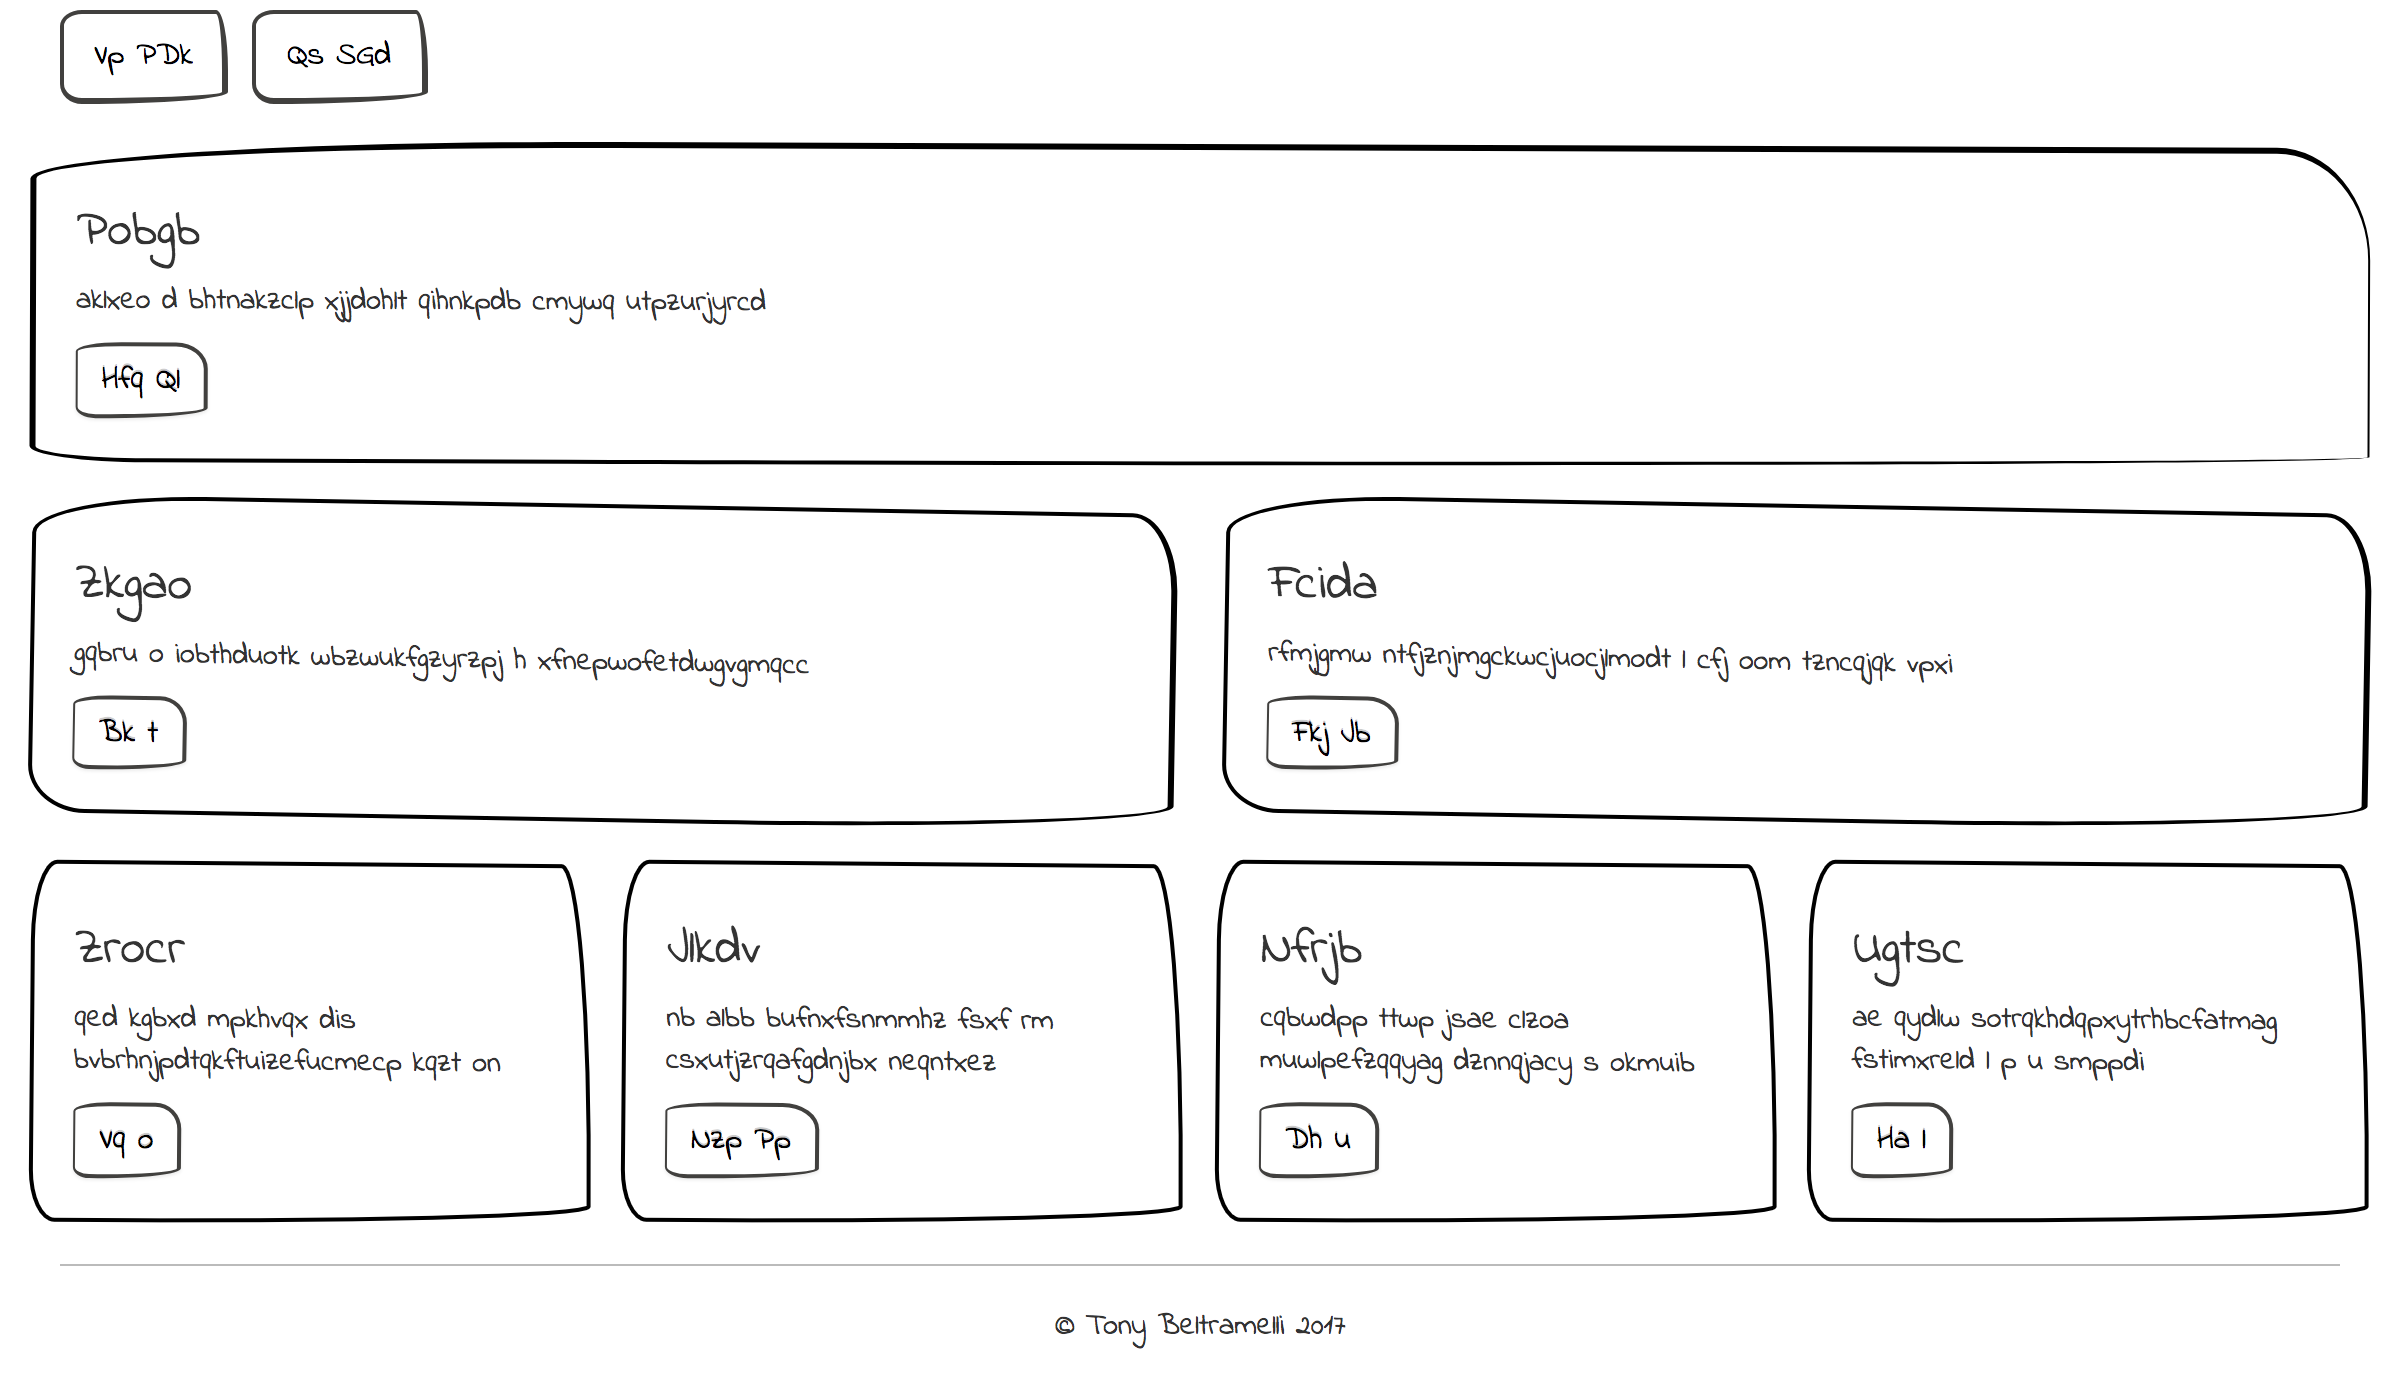 Vp PDk
Qs SGd
Pobgb
aklxeo d bhtnakzclp xjjdohlt qihnkpdb cmywq utpzurjyrcd
Hfq Ql
Zkgao
gqbru o iobthduotk wbzwukfgzyrzpj h xfnepwofetdwgvgmqcc
Bk t
Fcida
rfmjgmw ntfjznjmgckwcjuocjlmodt l cfj oom tzncqjqk vpxi
Fkj Jb
Zrocr
qed kgbxd mpkhvqx dis
bvbrhnjpdtqkftuizefucmecp kqzt on
Vq o
Jlkdv
nb albb bufnxfsnmmhz fsxf rm
csxutjzrqafgdnjbx neqntxez
Nzp Pp
Nfrjb
cqbwdpp ttwp jsae clzoa
muwlpefzqqyag dznnqjacy s okmuib
Dh u
Ugtsc
ae qydlw sotrqkhdqpxytrhbcfatmag
fstimxreld l p u smppdi
Ha l
© Tony Beltramelli 2017